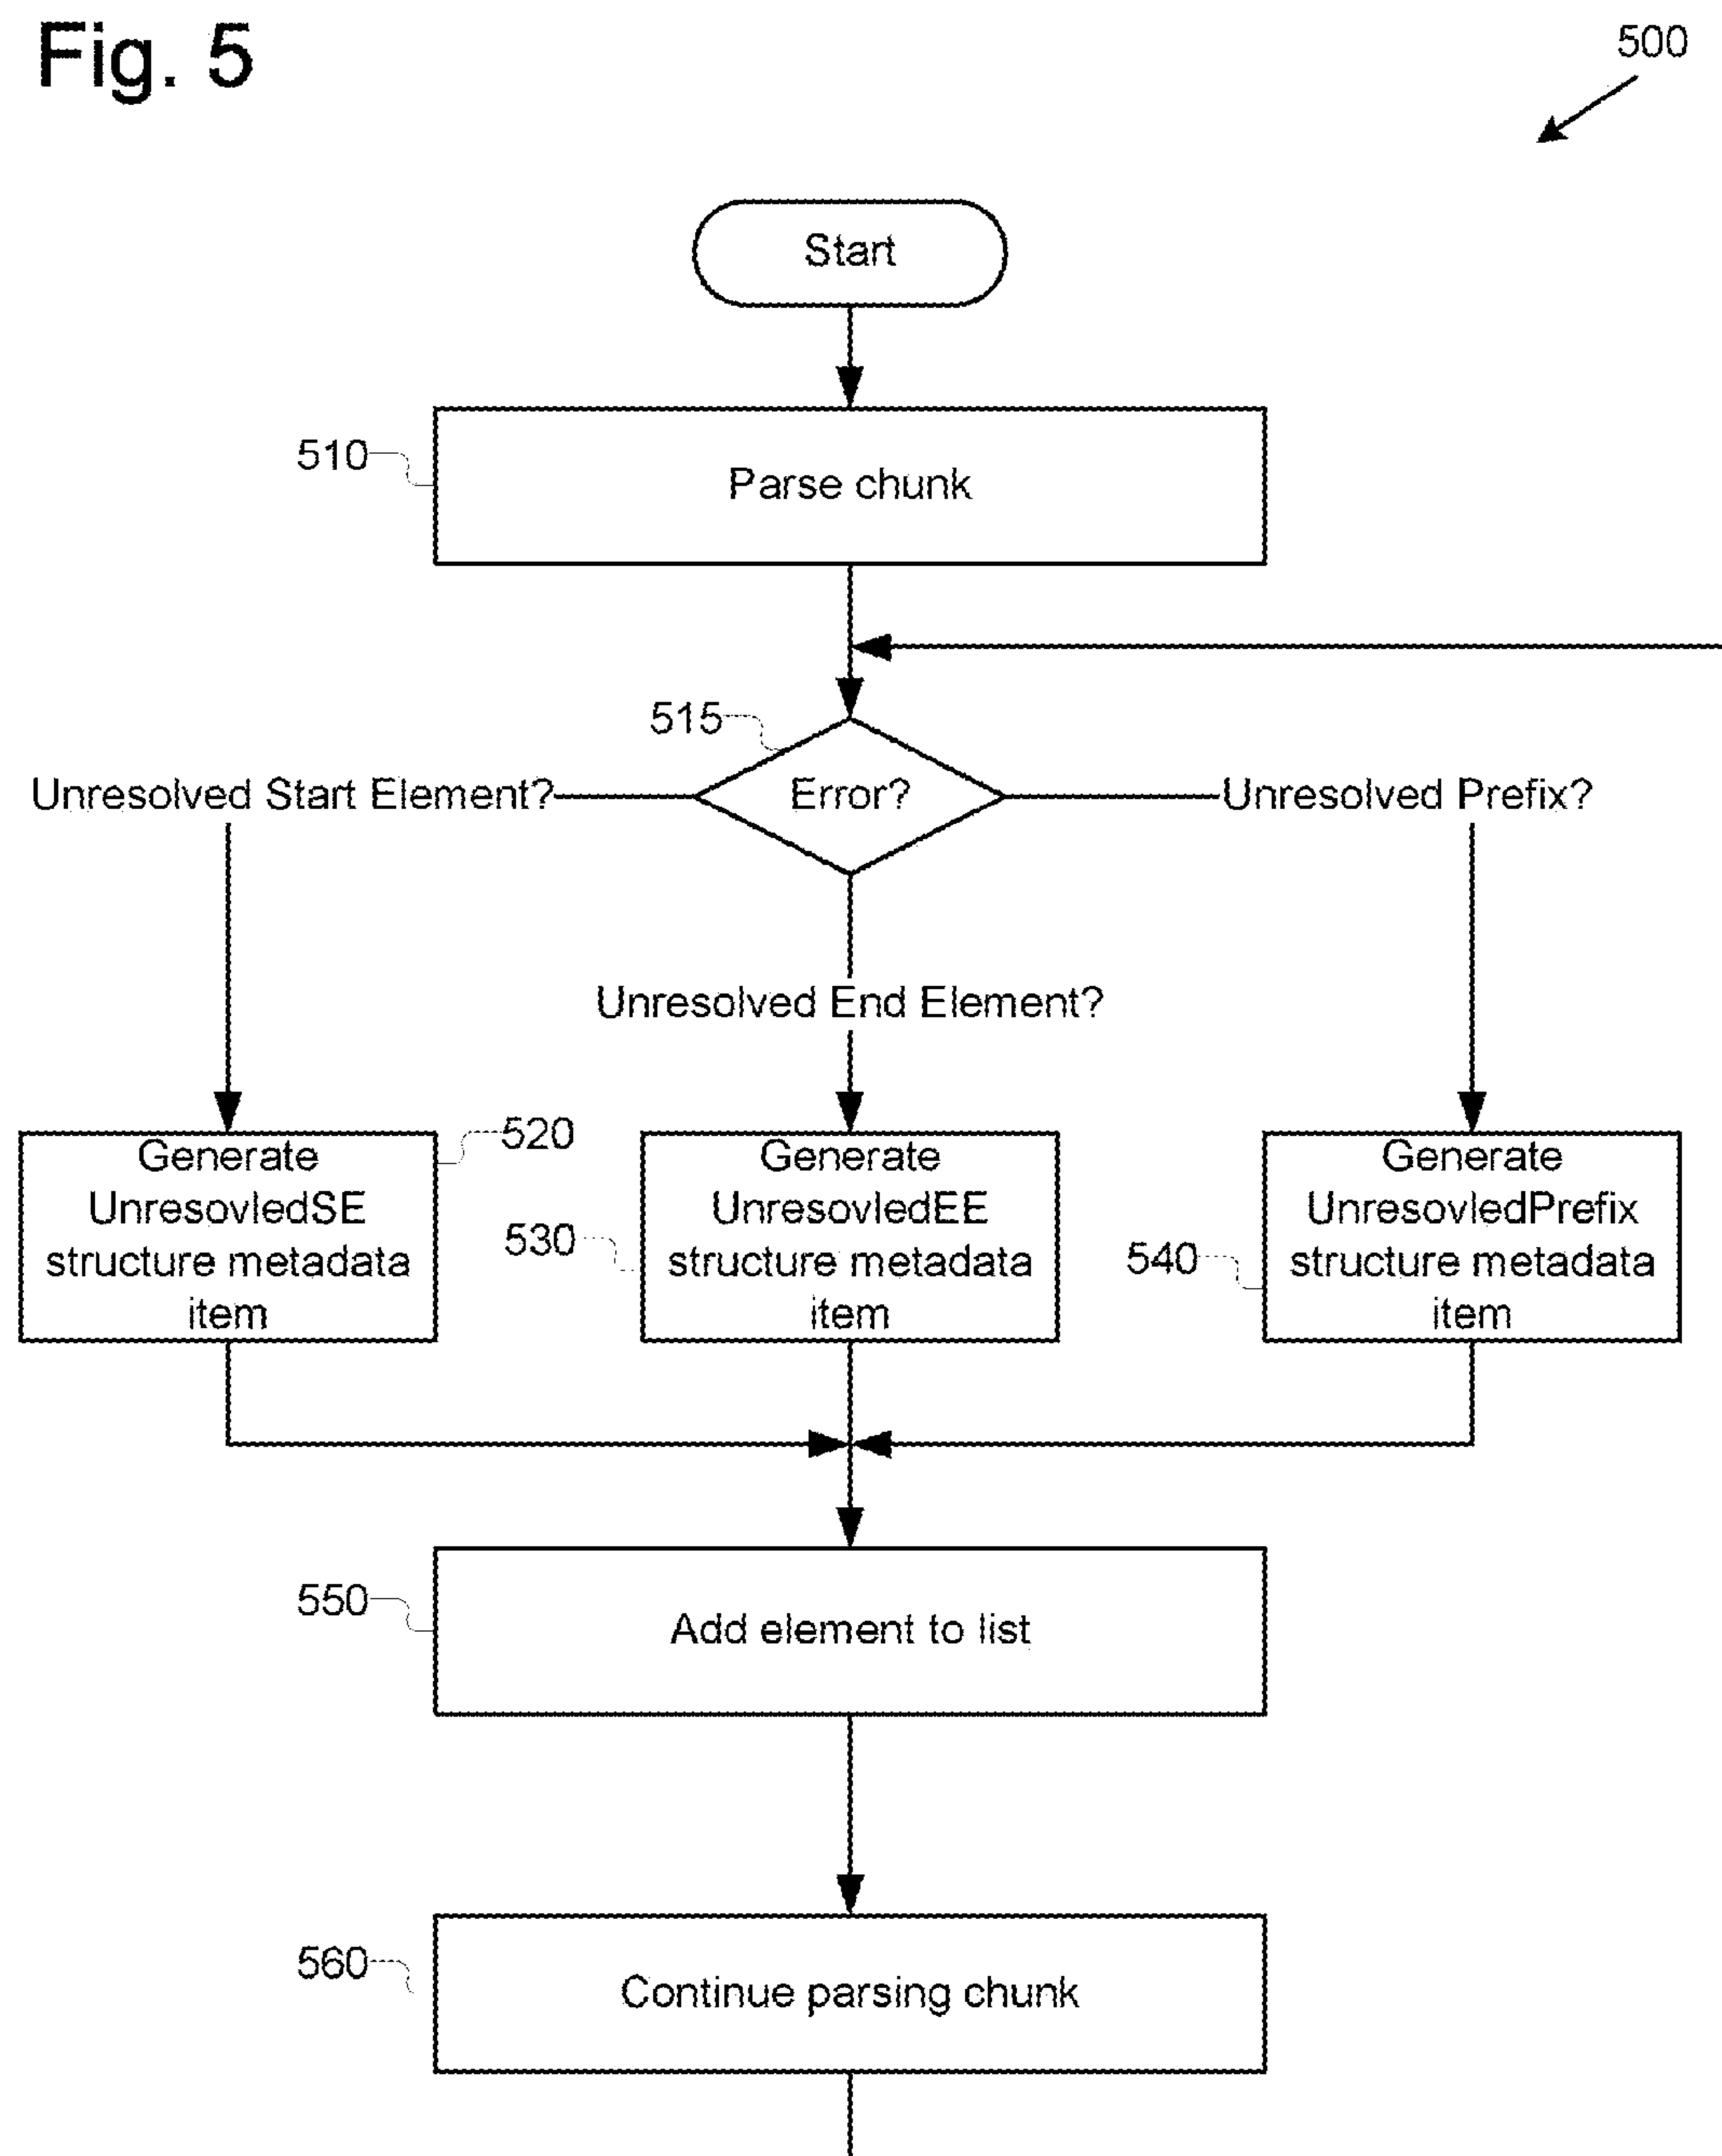 Fig. 5
500
Start
510
Parse chunk
515
Error?
Unresolved Start Element?
Unresolved Prefix?
Unresolved End Element?
Generate
UnresovledSE
structure metadata
item
520
Generate
UnresovledEE
structure metadata
item
530
Generate
UnresovledPrefix
structure metadata
item
540
550
Add element to list
560
Continue parsing chunk